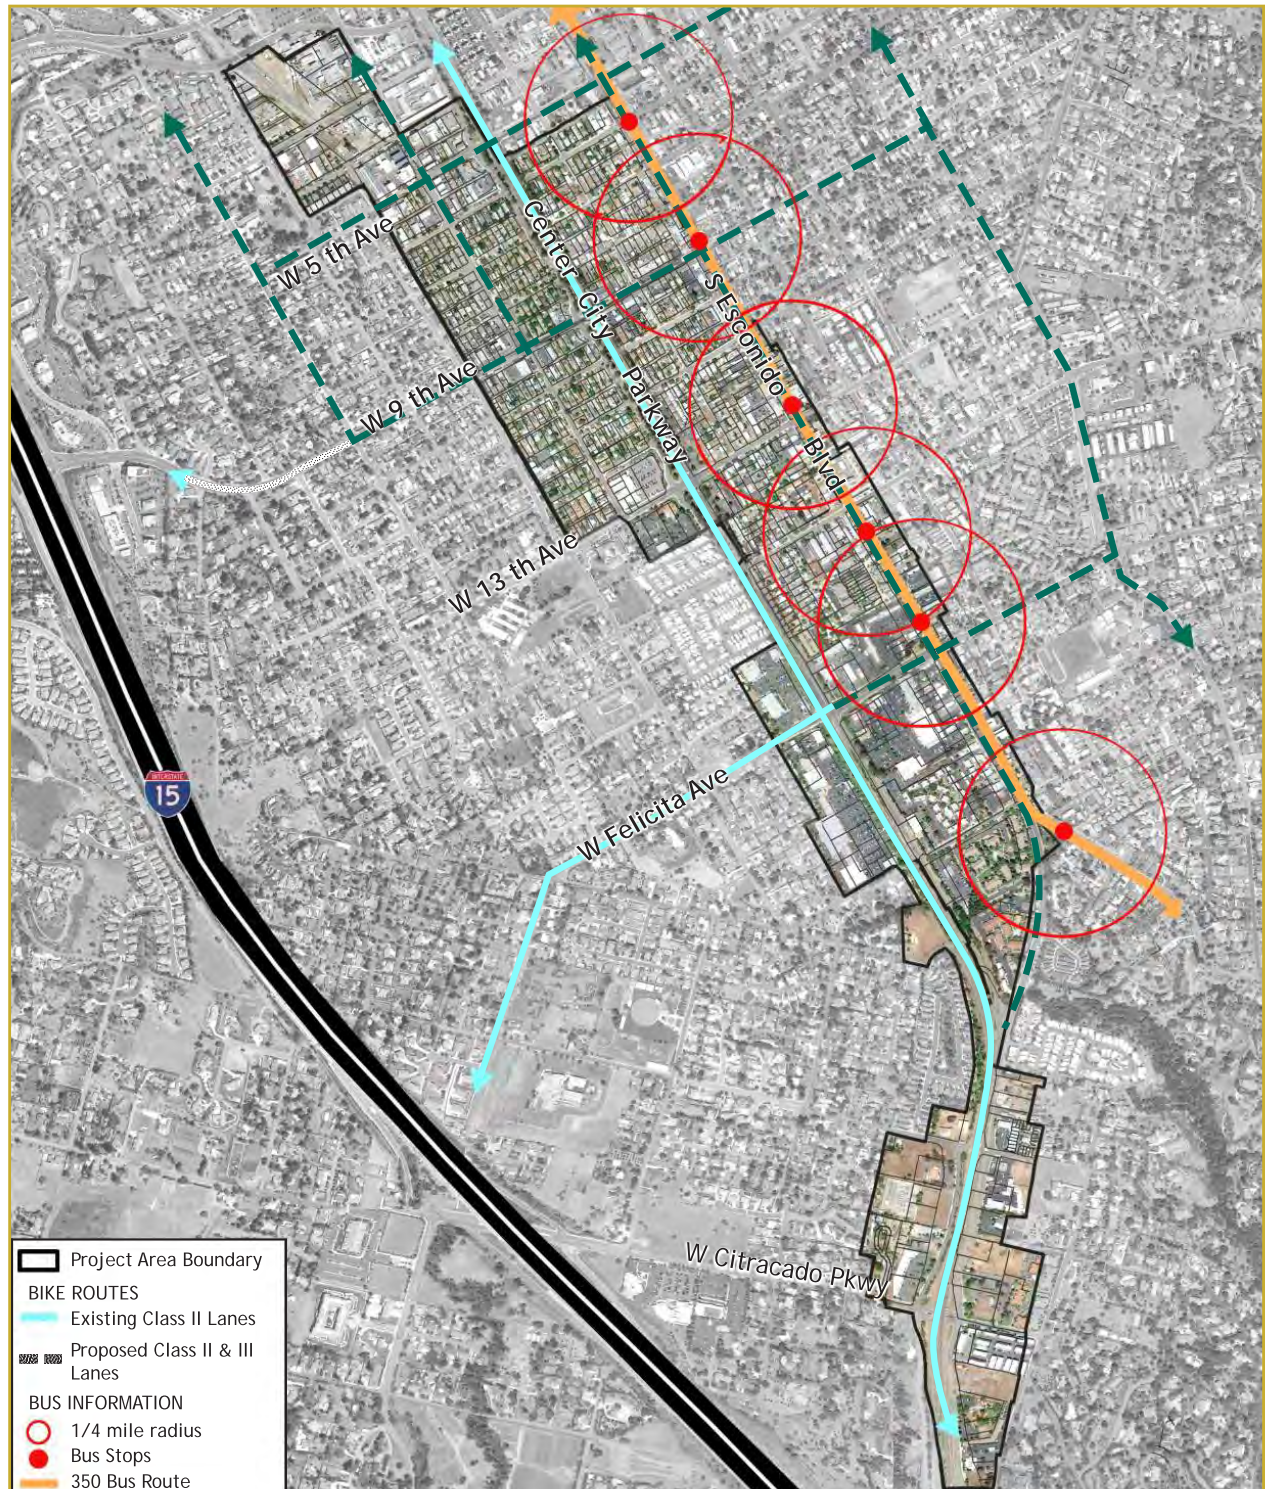 W 5 th Ave
Center City Parkway
S Esconido Blvd
W 9 th Ave
W 13 th Ave
W Felicita Ave
INTERSTATE
15
W Citracado Pkwy
Project Area Boundary
BIKE ROUTES
Existing Class II Lanes
Proposed Class II & III
Lanes
BUS INFORMATION
1/4 mile radius
Bus Stops
350 Bus Route